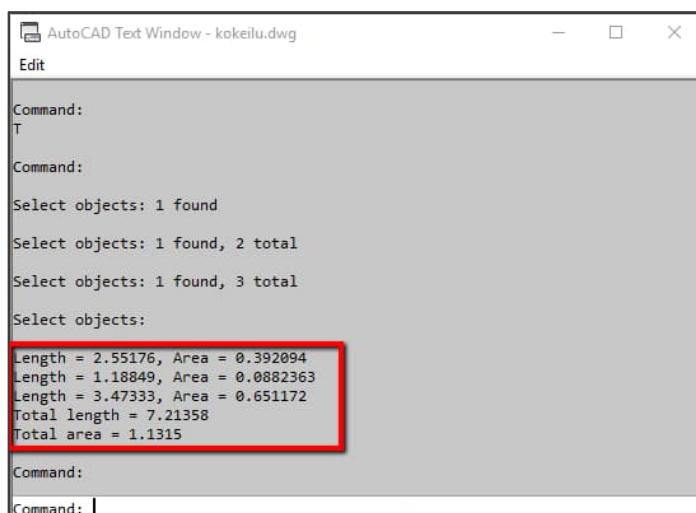 AutoCAD Text Window - kokeilu.dwg
Edit
Command:
T
Command:
Select objects: 1 found
Select objects: 1 found, 2 total
Select objects: 1 found, 3 total
Select objects:
Length = 2.55176, Area = 0.392094
Length = 1.18849, Area = 0.0882363
Length = 3.47333, Area = 0.651172
Total length = 7.21358
Total area = 1.1315
Command:
Command: